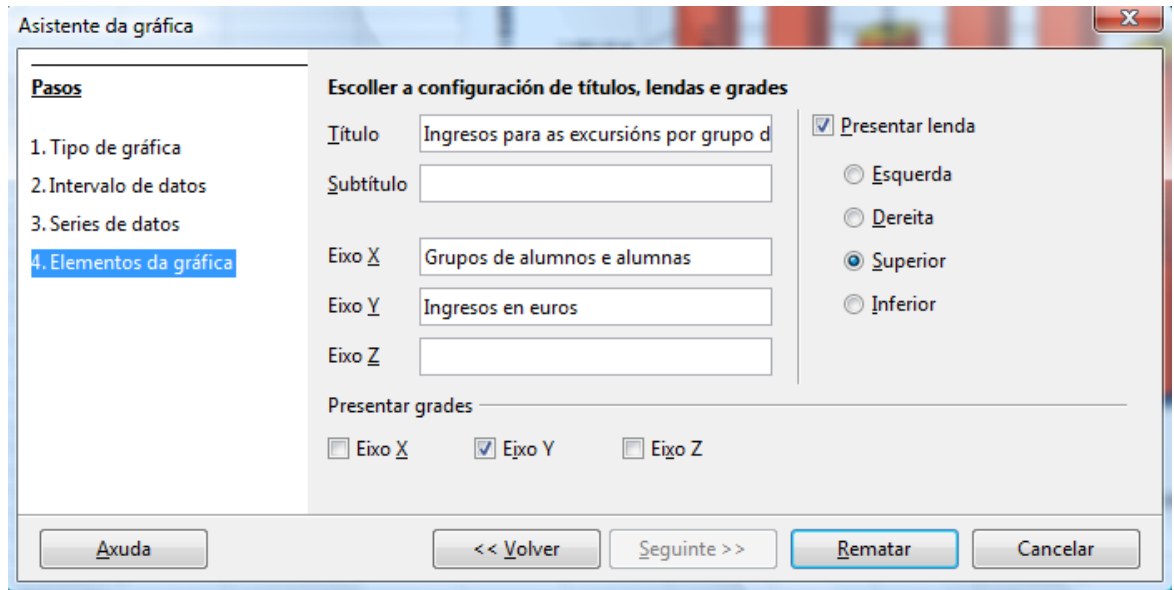 Asistente da gráfica
Pasos
1. Tipo de gráfica
2. Intervalo de datos
3. Series de datos
4. Elementos da gráfica
Escoller a configuración de títulos, lendas e grades
Título Ingresos para as excursións por grupo d
Subtítulo
Eixo X Grupos de alumnos e alumnas
Eixo Y Ingresos en euros
Eixo Z
Presentar lenda
Esquerda
Dereita
Superior
Inferior
Presentar grades
Eixo X Eixo Y Eixo Z
Axuda << Volver Seguinte >> Rematar Cancelar